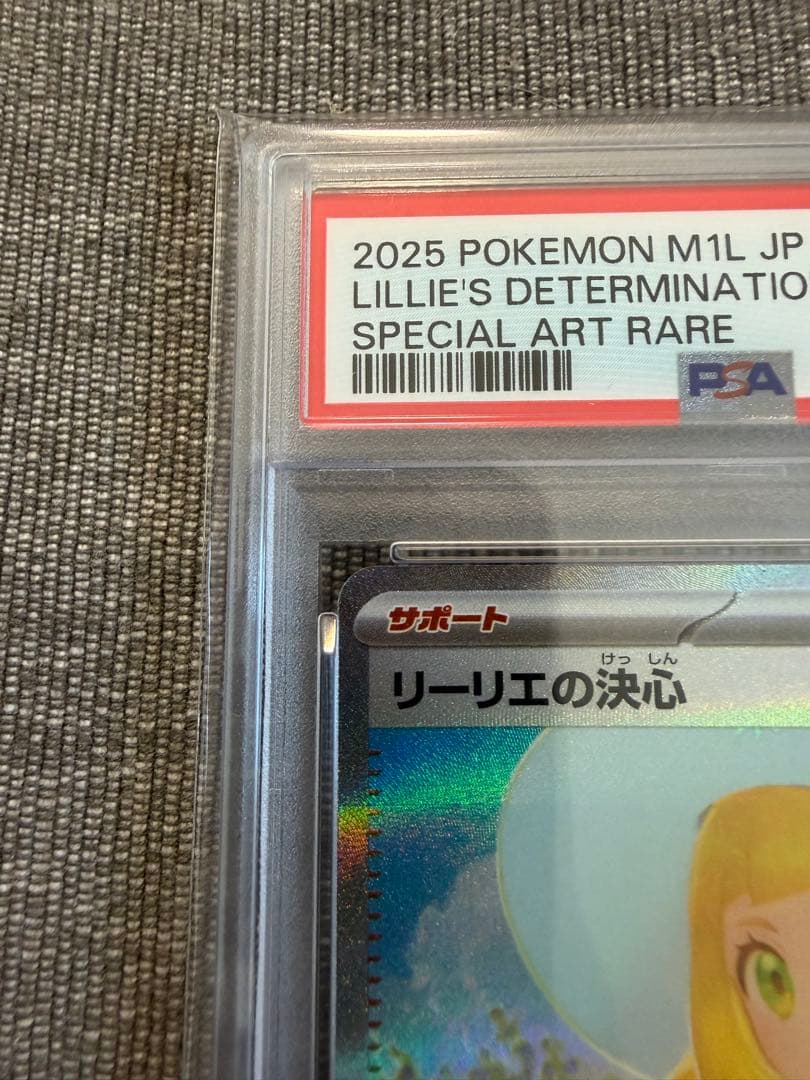 2025 POKEMON M1L JP
LILLIE'S DETERMINATIO
SPECIAL ART RARE
PSA
サポート
けっ しん
リーリエの決心